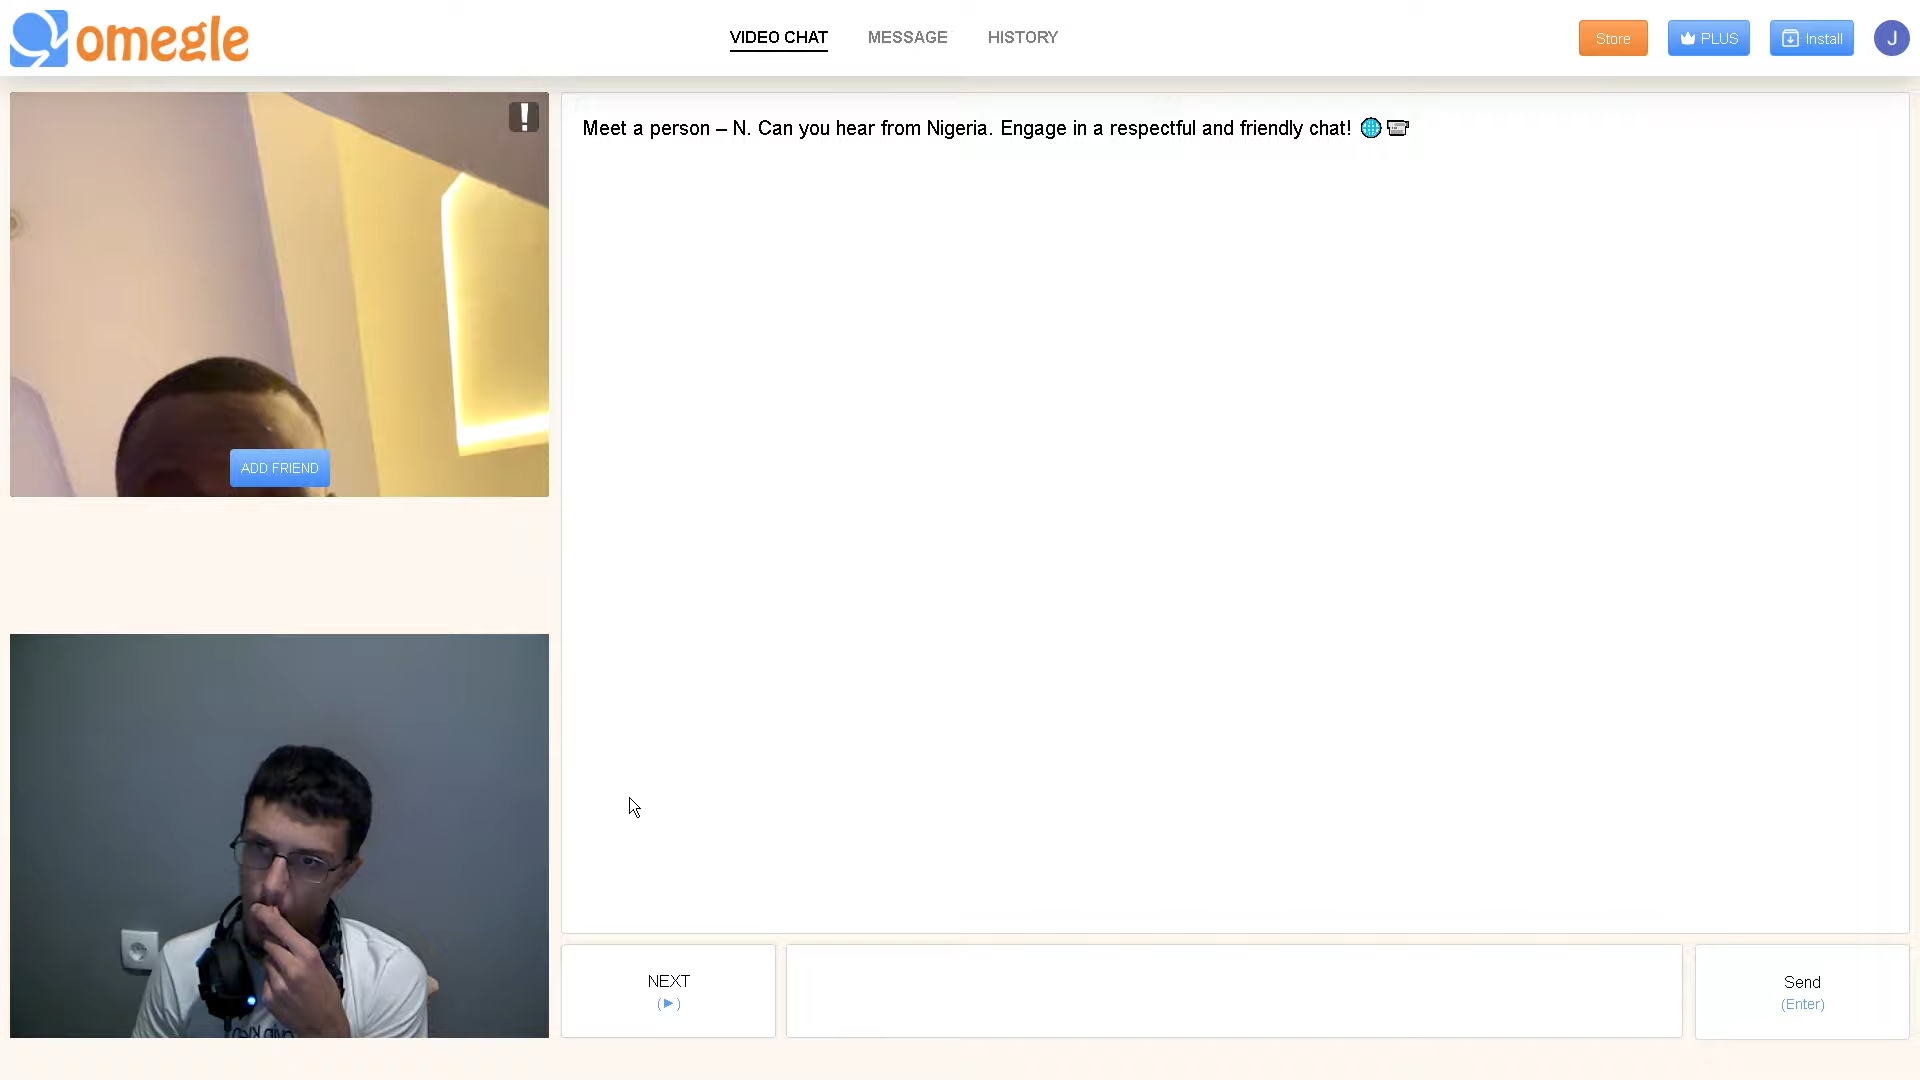 omegle
VIDEO CHAT
MESSAGE
HISTORY
Store
PLUS
Install
J
Meet a person – N. Can you hear from Nigeria. Engage in a respectful and friendly chat! 🌐📹
ADD FRIEND
NEXT
(►)
Send
(Enter)